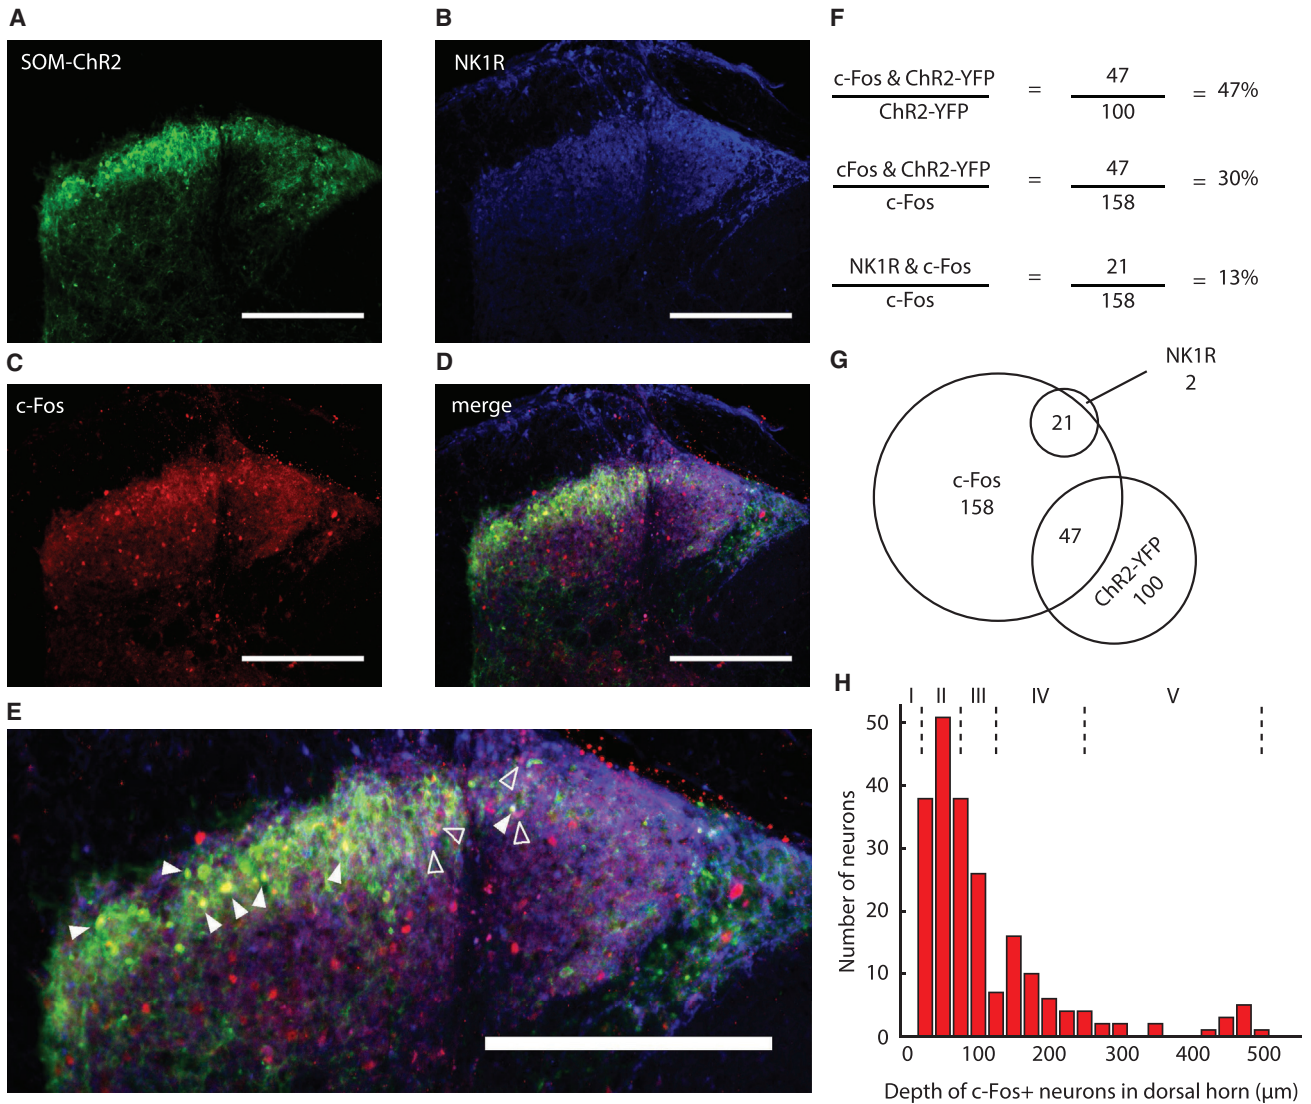 A
SOM-ChR2
B
NK1R
C
c-Fos
D
merge
E
F
c-Fos & ChR2-YFP
ChR2-YFP
=
47
100
= 47%
cFos & ChR2-YFP
c-Fos
=
47
158
= 30%
NK1R & c-Fos
c-Fos
=
21
158
= 13%
G
NK1R
2
21
c-Fos
158
47
ChR2-YFP
100
H
I II III IV V
50
40
30
20
10
0
Number of neurons
0 100 200 300 400 500
Depth of c-Fos+ neurons in dorsal horn (μm)